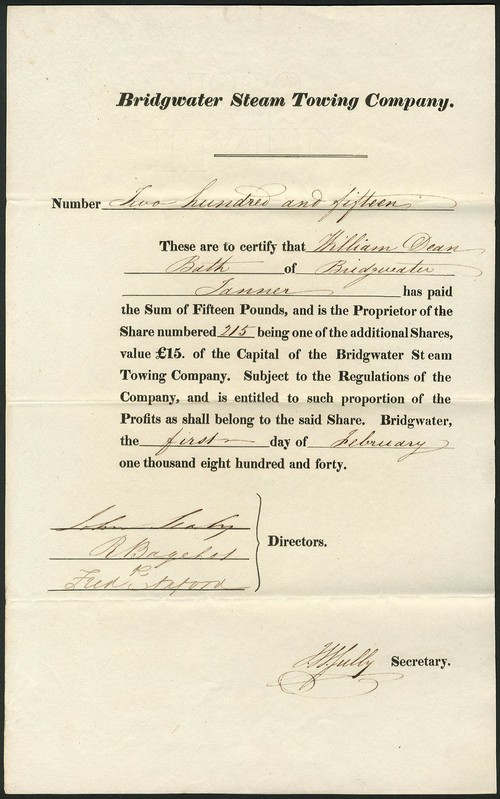 Bridgwater Steam Towing Company.
Number Two hundred and fifteen
These are to certify that William Dean
Bath of Bridgwater
Tanner has paid
the Sum of Fifteen Pounds, and is the Proprietor of the
Share numbered 215 being one of the additional Shares,
value £15. of the Capital of the Bridgwater Steam
Towing Company. Subject to the Regulations of the
Company, and is entitled to such proportion of the
Profits as shall belong to the said Share. Bridgwater,
the first day of February
one thousand eight hundred and forty.
John
R Bagehot
Fredk. Axford
Directors.
Secretary.